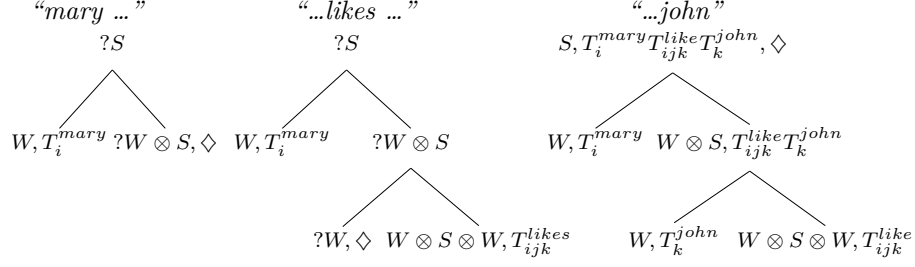 “mary ...” “...likes ...” “...john”
?S ?S S, T_i^{mary} T_{ijk}^{like} T_k^{john}, ♢
W, T_i^{mary} ?W ⊗ S, ♢ W, T_i^{mary} ?W ⊗ S W, T_i^{mary} W ⊗ S, T_{ijk}^{like} T_k^{john}
?W, ♢ W ⊗ S ⊗ W, T_{ijk}^{likes} W, T_k^{john} W ⊗ S ⊗ W, T_{ijk}^{like}